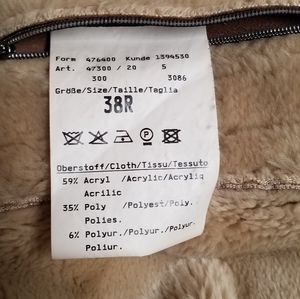 Form 476400 Kunde 1394530
Art. 47300 / 20 5
300 3086
Größe/Size/Taille/Taglia
38R
Oberstoff/Cloth/Tissu/Tessuto
59% Acryl /Acrylic/Acryliq
Acrilic
35% Poly /Polyest/Poly.
Polies.
6% Polyur./Polyur./Polyur.
Poliur.